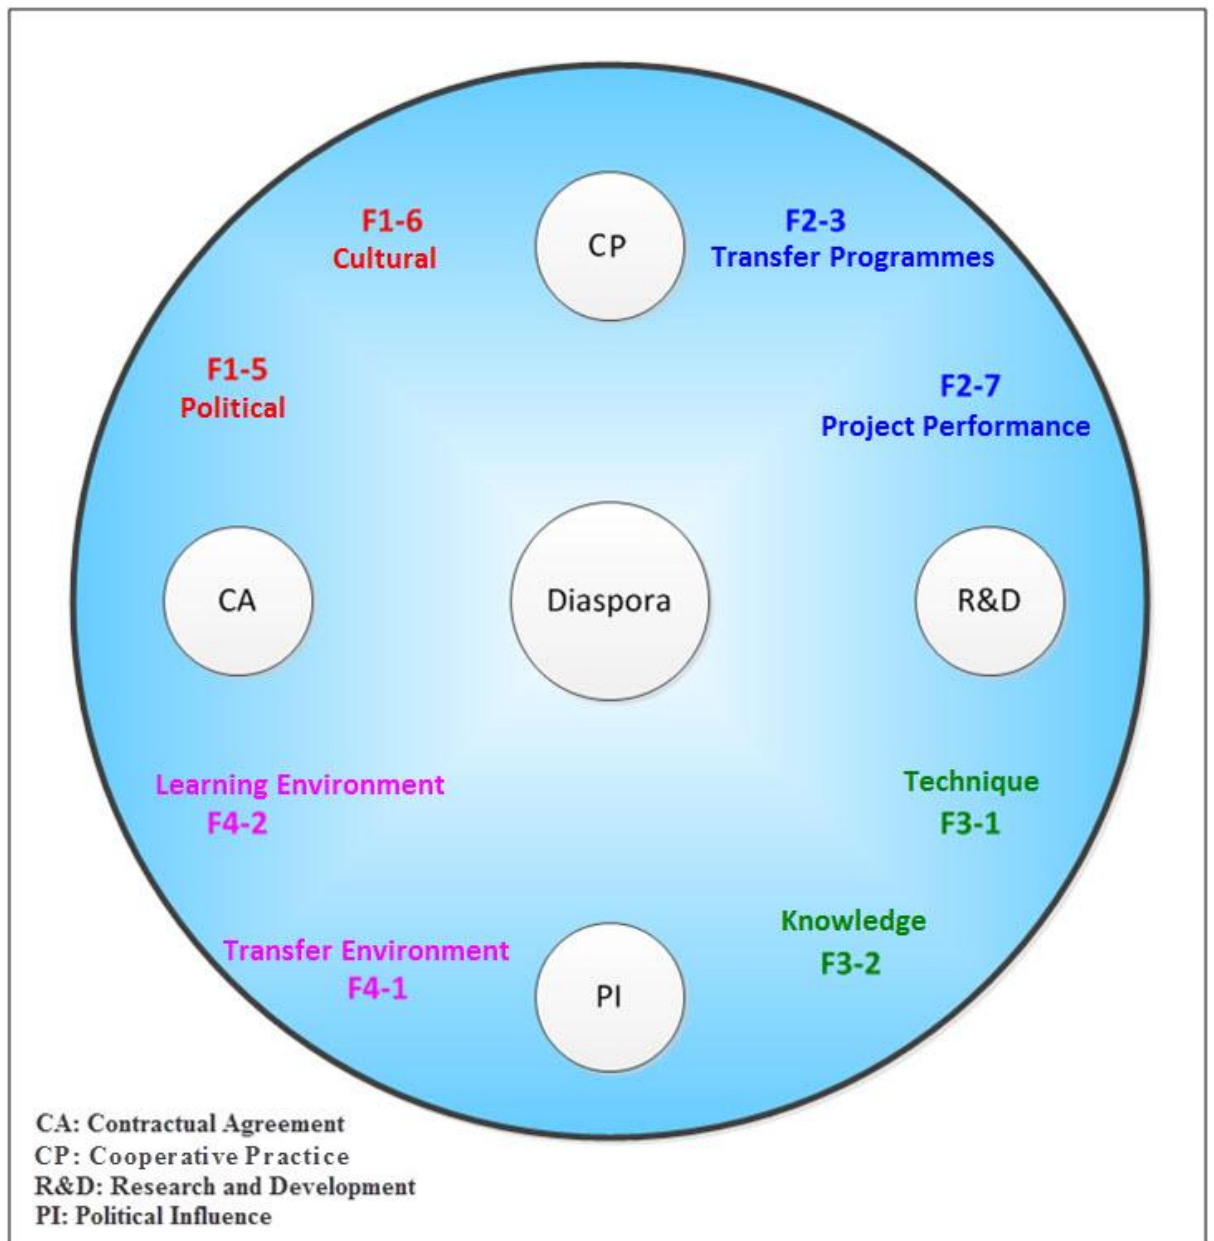 F1-6
Cultural
CP
F2-3
Transfer Programmes
F1-5
Political
F2-7
Project Performance
CA
Diaspora
R&D
Learning Environment
F4-2
Technique
F3-1
Knowledge
F3-2
Transfer Environment
F4-1
PI
CA: Contractual Agreement
CP: Cooperative Practice
R&D: Research and Development
PI: Political Influence